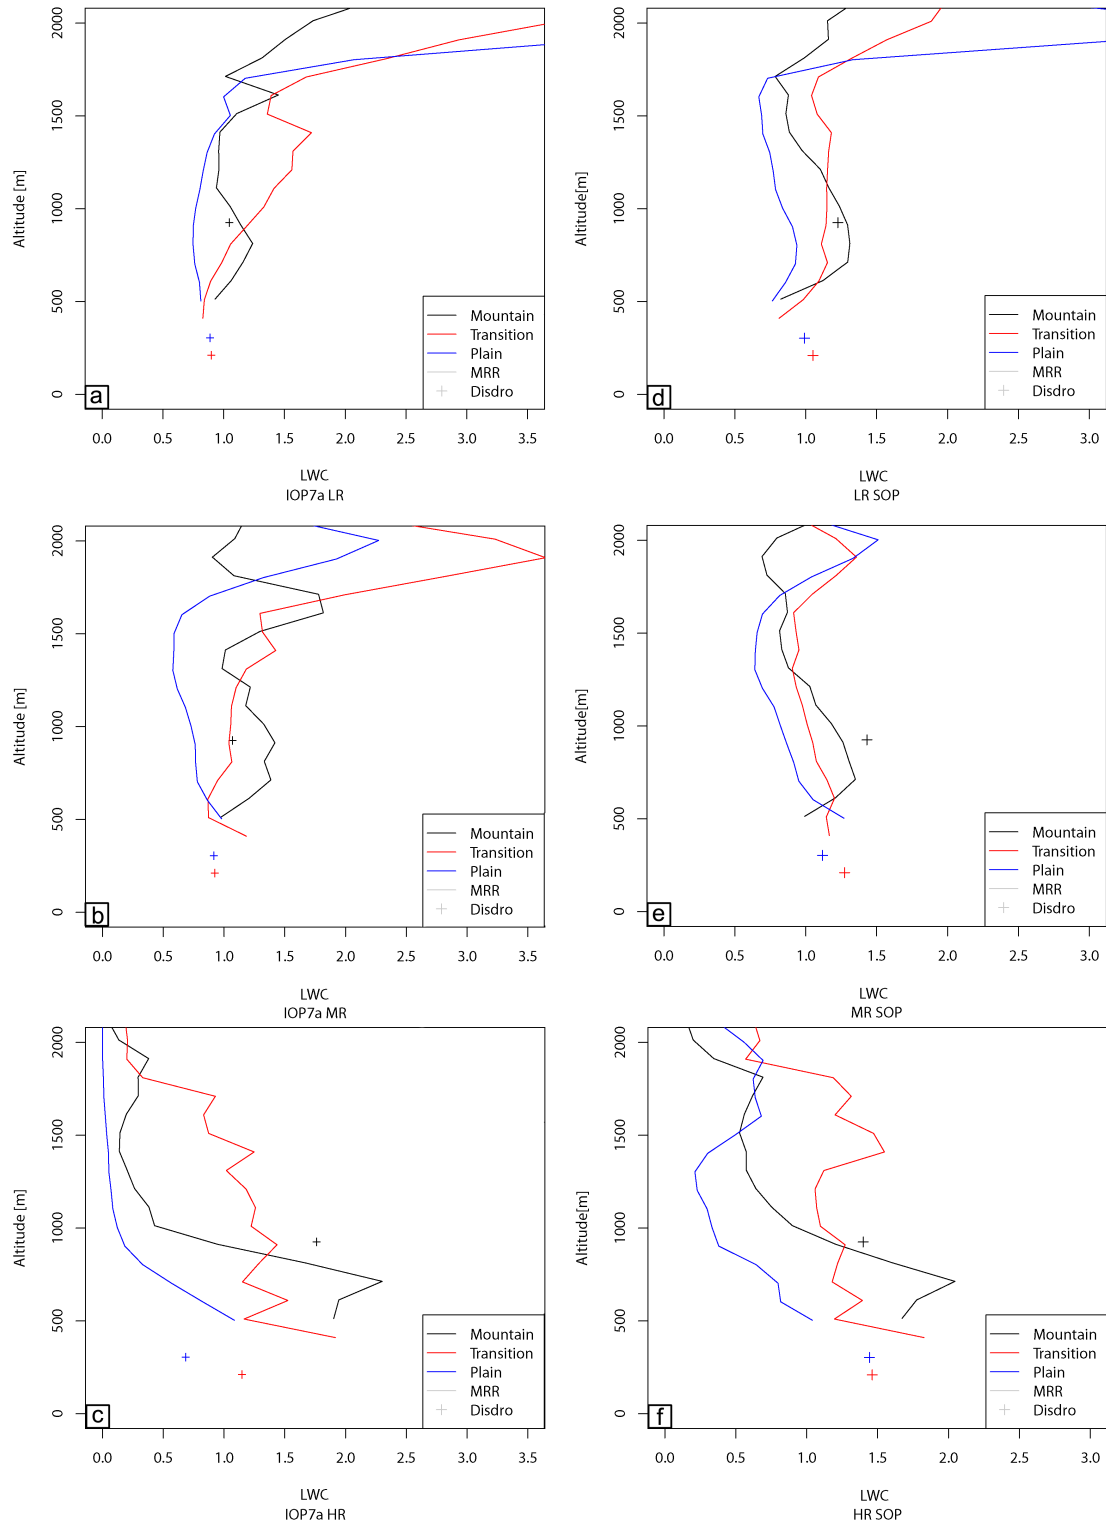 2000
1500
1000
500
0
Altitude [m]
Mountain
Transition
Plain
MRR
Disdro
a
0.0 0.5 1.0 1.5 2.0 2.5 3.0 3.5
LWC
IOP7a LR
2000
1500
1000
500
0
Altitude[m]
Mountain
Transition
Plain
MRR
Disdro
d
0.0 0.5 1.0 1.5 2.0 2.5 3.0
LWC
LR SOP
2000
1500
1000
500
0
Altitude [m]
Mountain
Transition
Plain
MRR
Disdro
b
0.0 0.5 1.0 1.5 2.0 2.5 3.0 3.5
LWC
IOP7a MR
2000
1500
1000
500
0
Altitude[m]
Mountain
Transition
Plain
MRR
Disdro
e
0.0 0.5 1.0 1.5 2.0 2.5 3.0
LWC
MR SOP
2000
1500
1000
500
0
Altitude [m]
Mountain
Transition
Plain
MRR
Disdro
c
0.0 0.5 1.0 1.5 2.0 2.5 3.0 3.5
LWC
IOP7a HR
2000
1500
1000
500
0
Altitude[m]
Mountain
Transition
Plain
MRR
Disdro
f
0.0 0.5 1.0 1.5 2.0 2.5 3.0
LWC
HR SOP